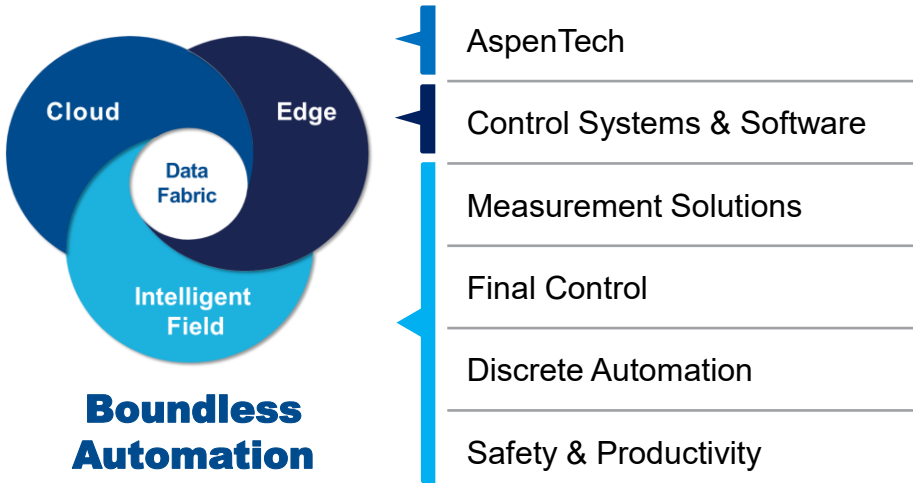 Cloud
Edge
Data
Fabric
Intelligent
Field
Boundless
Automation
AspenTech
Control Systems & Software
Measurement Solutions
Final Control
Discrete Automation
Safety & Productivity